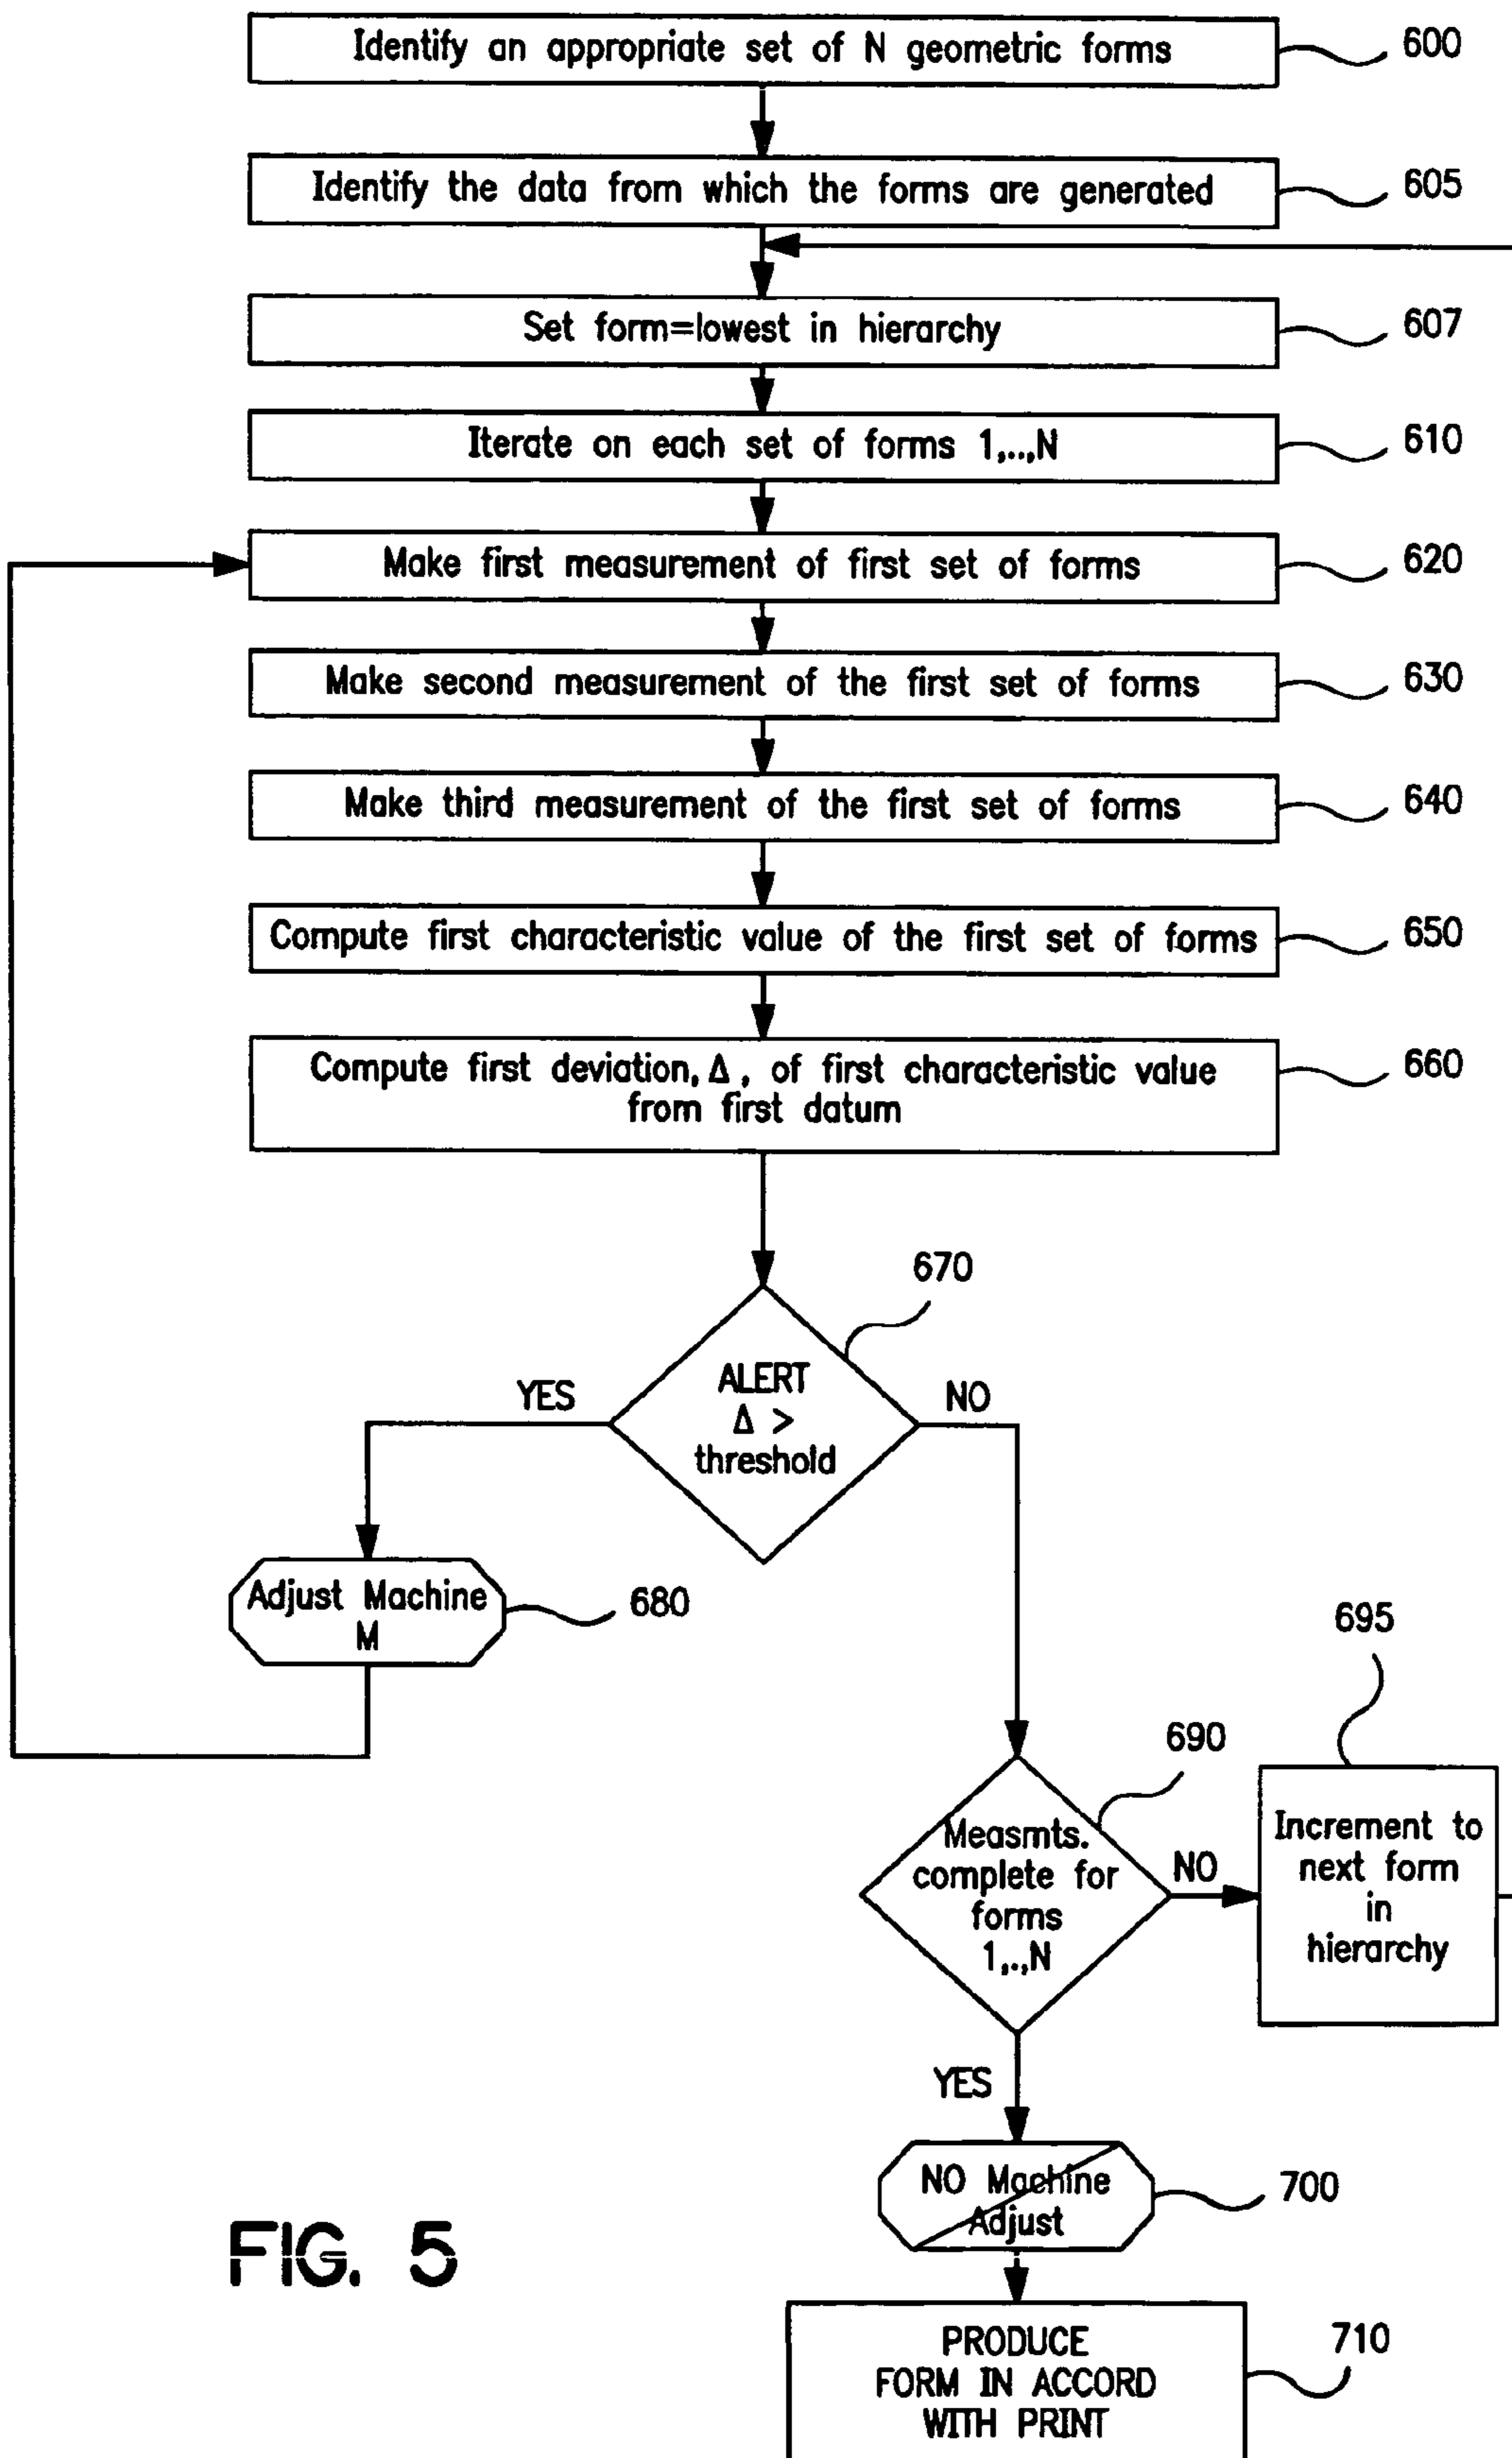 Identify an appropriate set of N geometric forms
600
Identify the data from which the forms are generated
605
Set form=lowest in hierarchy
607
Iterate on each set of forms 1,..,N
610
Make first measurement of first set of forms
620
Make second measurement of the first set of forms
630
Make third measurement of the first set of forms
640
Compute first characteristic value of the first set of forms
650
Compute first deviation, Δ, of first characteristic value
from first datum
660
670
ALERT
Δ >
threshold
YES
NO
Adjust Machine
M
680
695
690
Measmts.
complete for
forms
1,.,N
NO
Increment to
next form
in
hierarchy
YES
NO Machine
Adjust
700
FIG. 5
PRODUCE
FORM IN ACCORD
WITH PRINT
710